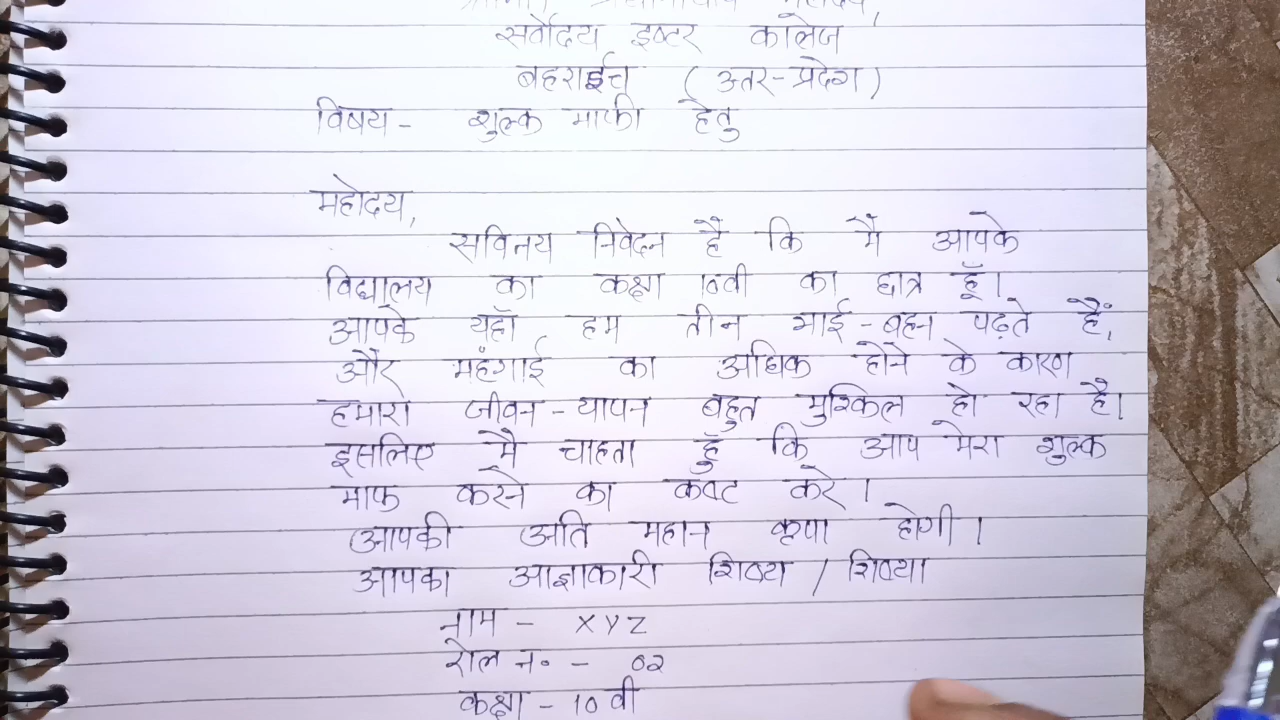 सर्वोदय इण्टर कालेज
बहराईच (उत्तर-प्रदेश)
विषय- शुल्क माफी हेतु
महोदय,
सविनय निवेदन है कि मै आपके
विद्यालय का कक्षा 10वी का छात्र हूँ।
आपके यहाँ हम तीन भाई-बहन पढ़ते हैं,
और महंगाई का अधिक होने के कारण
हमारा जीवन-यापन बहुत मुश्किल हो रहा है।
इसलिए मै चाहता हुँ कि आप मेरा शुल्क
माफ करने का कष्ट करे।
आपकी अति महान कृपा होगी।
आपका आज्ञाकारी शिष्य / शिष्या
नाम - XYZ
रोल न० - 02
कक्षा - 10वी